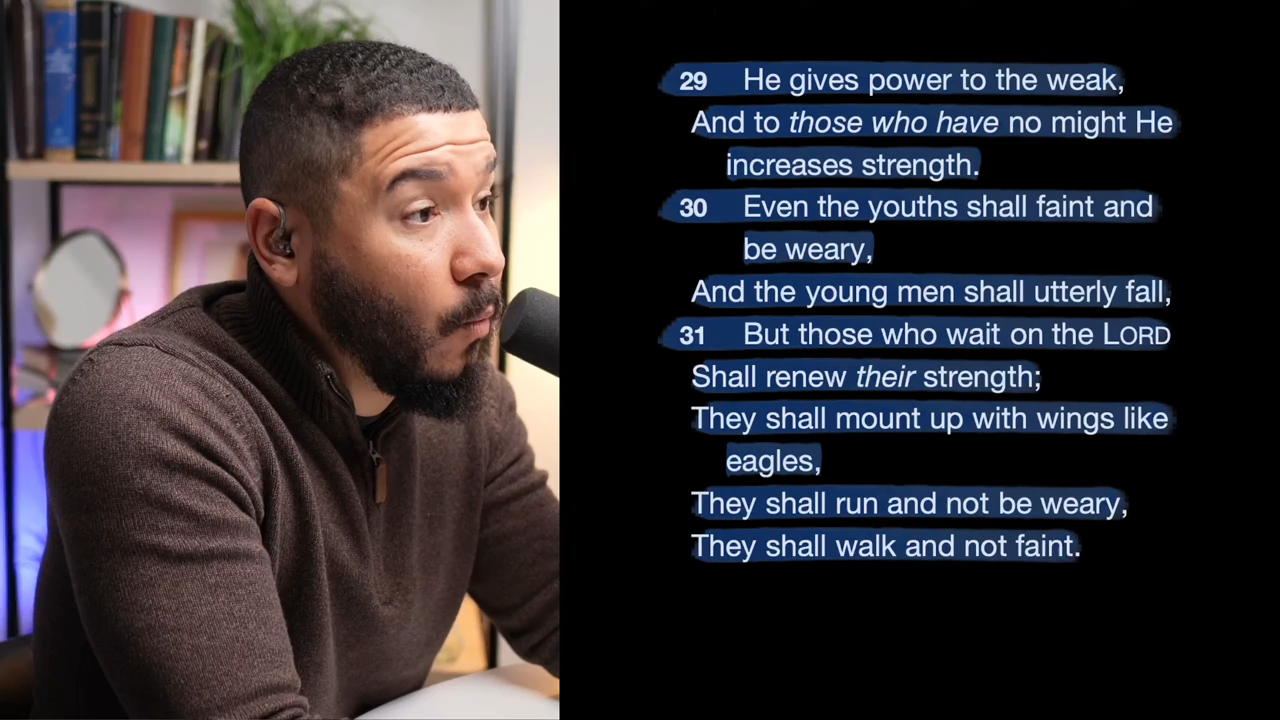 29 He gives power to the weak,
And to those who have no might He
increases strength.
30 Even the youths shall faint and
be weary,
And the young men shall utterly fall,
31 But those who wait on the LORD
Shall renew their strength;
They shall mount up with wings like
eagles,
They shall run and not be weary,
They shall walk and not faint.